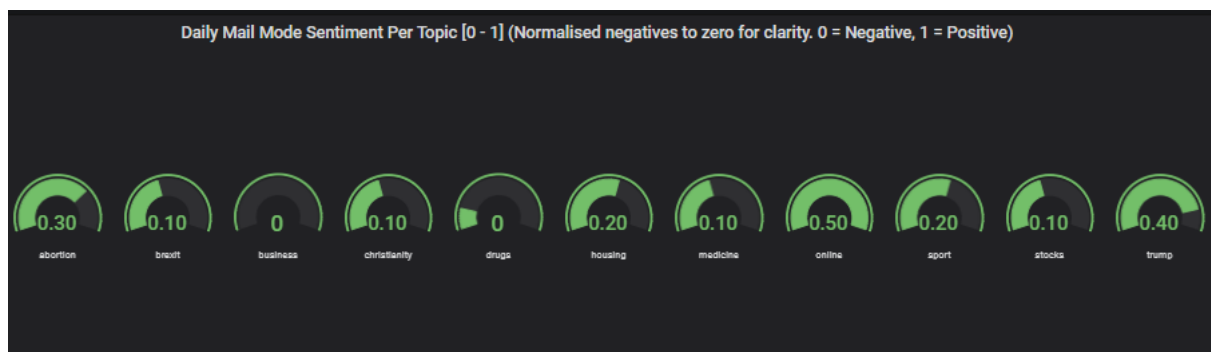 Daily Mail Mode Sentiment Per Topic [0 - 1] (Normalised negatives to zero for clarity. 0 = Negative, 1 = Positive)
0.30 0.10 0 0.10 0 0.20 0.10 0.50 0.20 0.10 0.40
abortion brexit business christianity drugs housing medicine online sport stocks trump